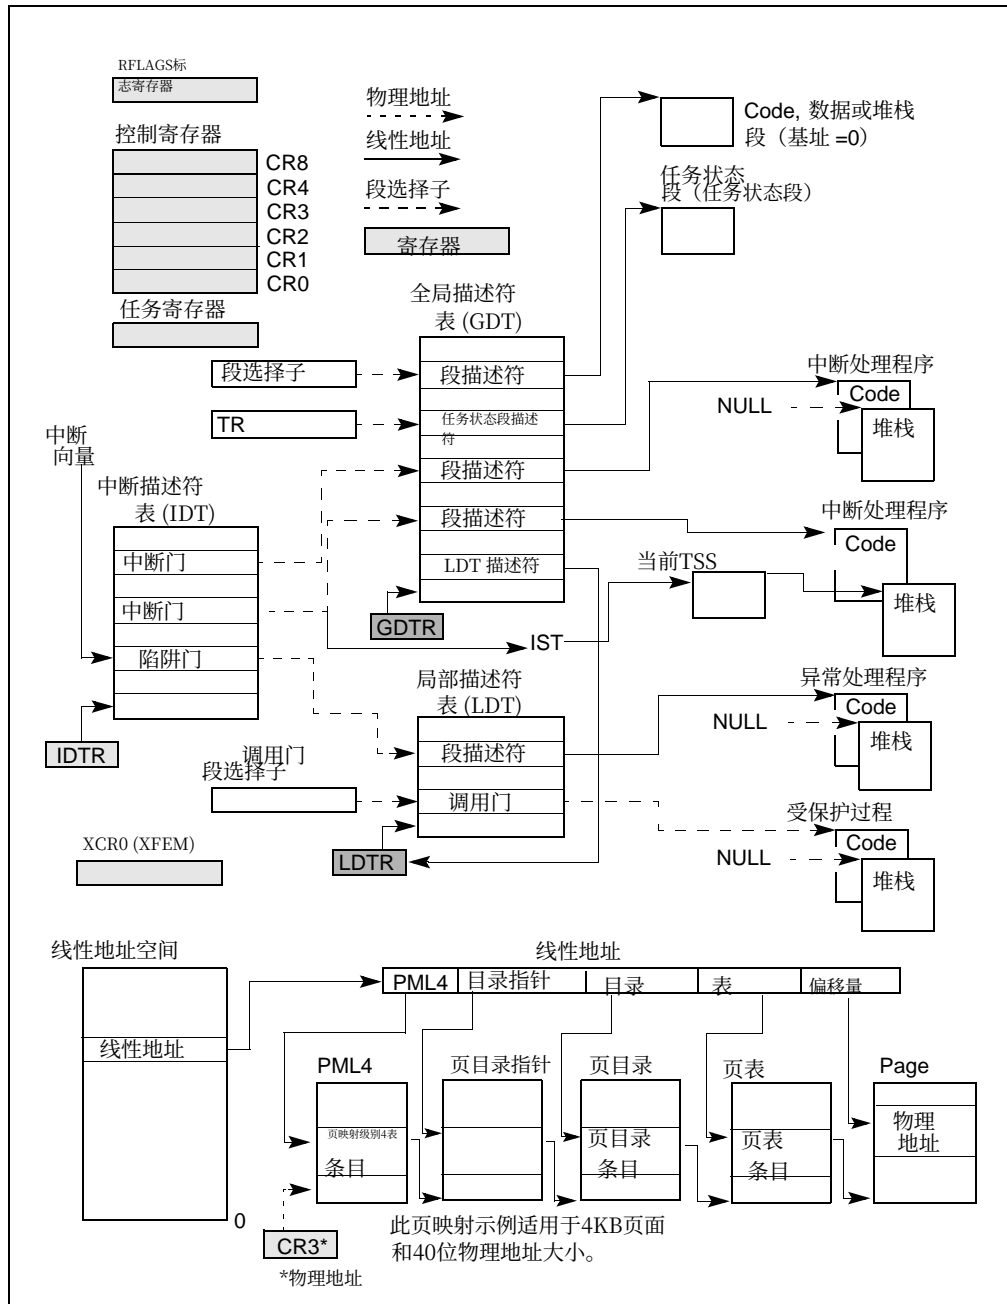 RFLAGS标
志寄存器
控制寄存器
CR8
CR4
CR3
CR2
CR1
CR0
任务寄存器
物理地址
线性地址
段选择子
寄存器
Code, 数据或堆栈
段（基址 =0）
任务状态
段（任务状态段）
全局描述符
表 (GDT)
段选择子
段描述符
TR
任务状态段描述
符
段描述符
段描述符
LDT 描述符
GDTR
中断处理程序
NULL
Code
堆栈
中断
向量
中断描述符
表 (IDT)
中断门
中断门
陷阱门
IDTR
中断处理程序
Code
堆栈
当前TSS
IST
局部描述符
表 (LDT)
段描述符
调用门
LDTR
调用门
段选择子
异常处理程序
Code
NULL
堆栈
受保护过程
Code
NULL
堆栈
XCR0 (XFEM)
线性地址空间
线性地址
0
线性地址
PML4
目录指针
目录
表
偏移量
PML4
页映射级别4表
条目
页目录指针
页目录
页目录
条目
页表
页表
条目
Page
物理
地址
CR3*
*物理地址
此页映射示例适用于4KB页面
和40位物理地址大小。